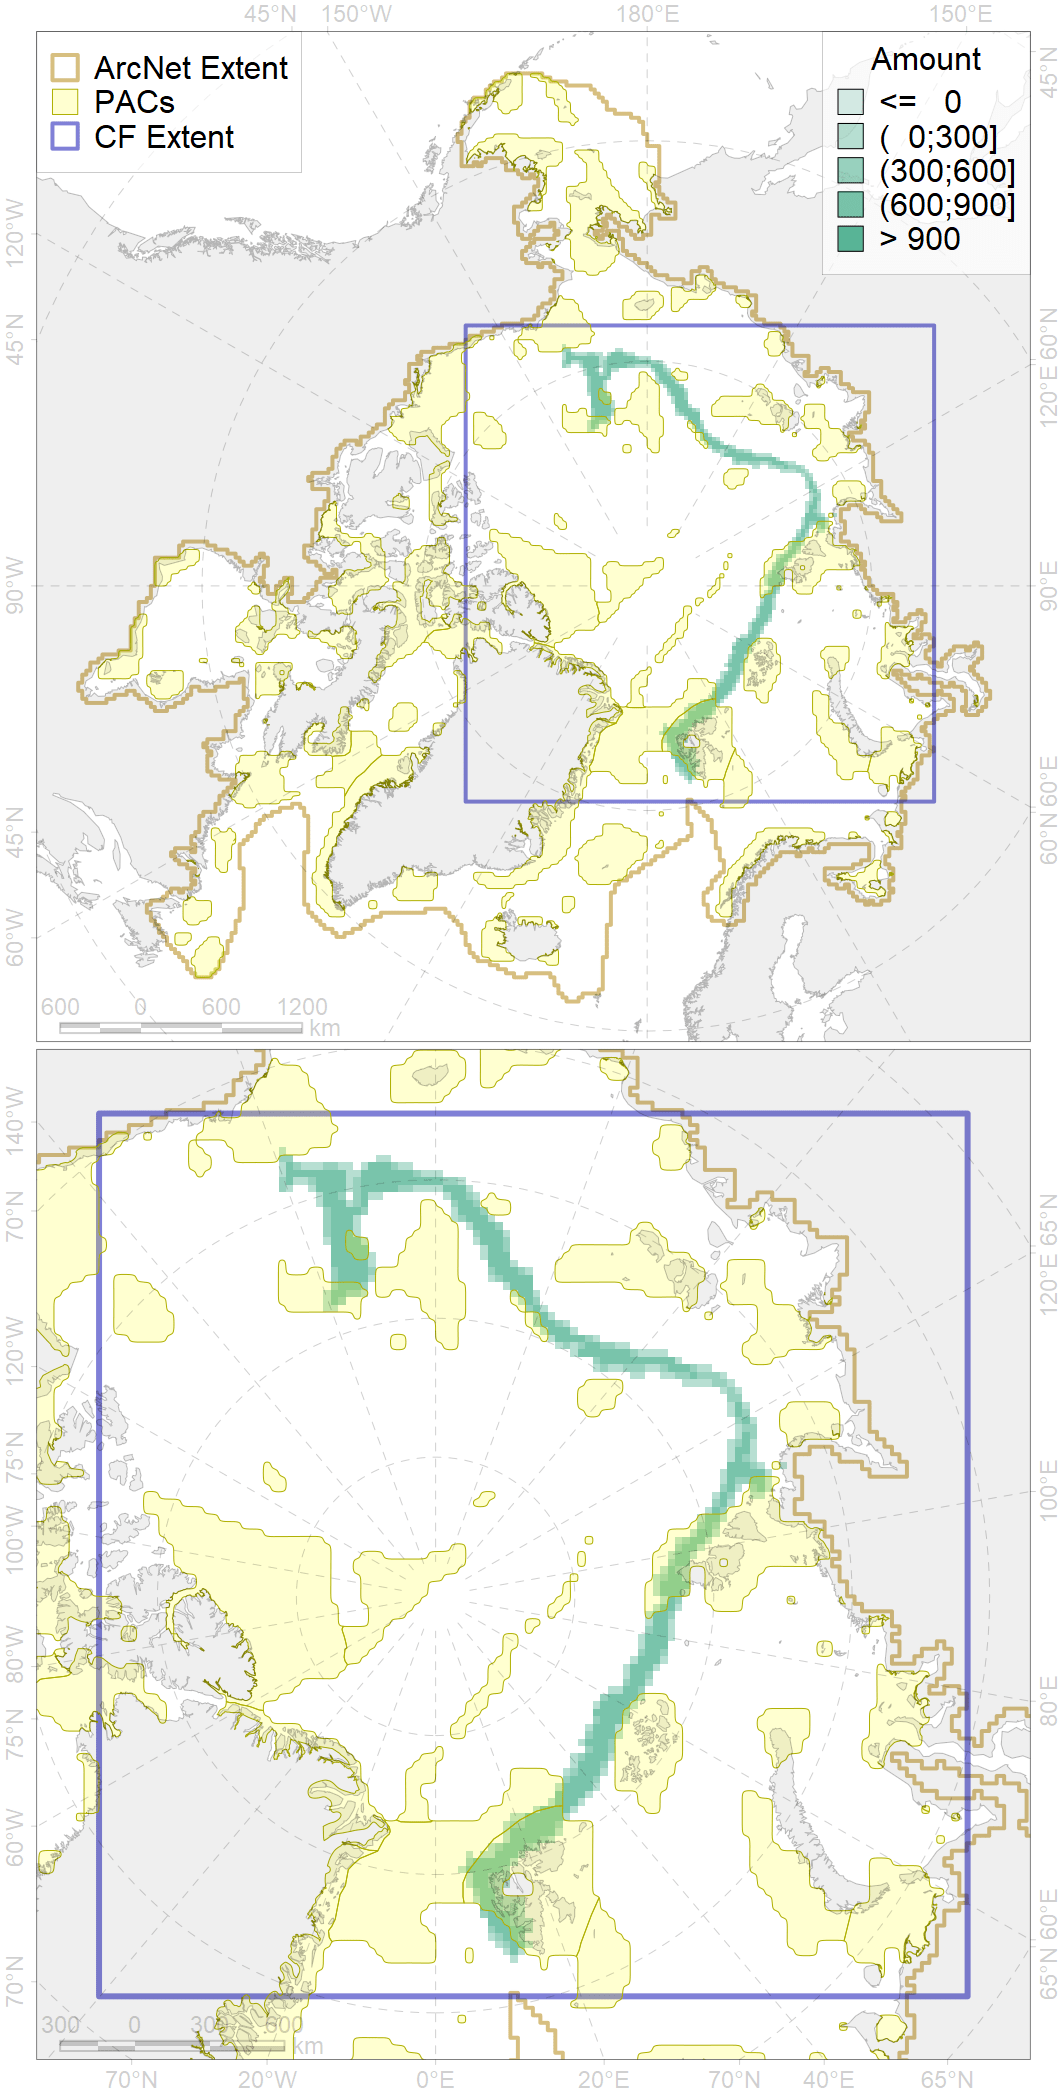 45°N 150°W 180°E 150°E
ArcNet Extent
PACs
CF Extent
Amount
<= 0
( 0;300]
(300;600]
(600;900]
> 900
45°N
120°W
45°N
60°N
120°E
90°W
90°E
45°N
60°E
60°N
60°W
600 0 600 1200
km
140°W
70°N
65°N
120°E
120°W
75°N
100°E
100°W
80°W
80°E
75°N
60°W
60°E
70°N
65°N
300 0 300 600
km
70°N 20°W 0°E 20°E 70°N 40°E 65°N